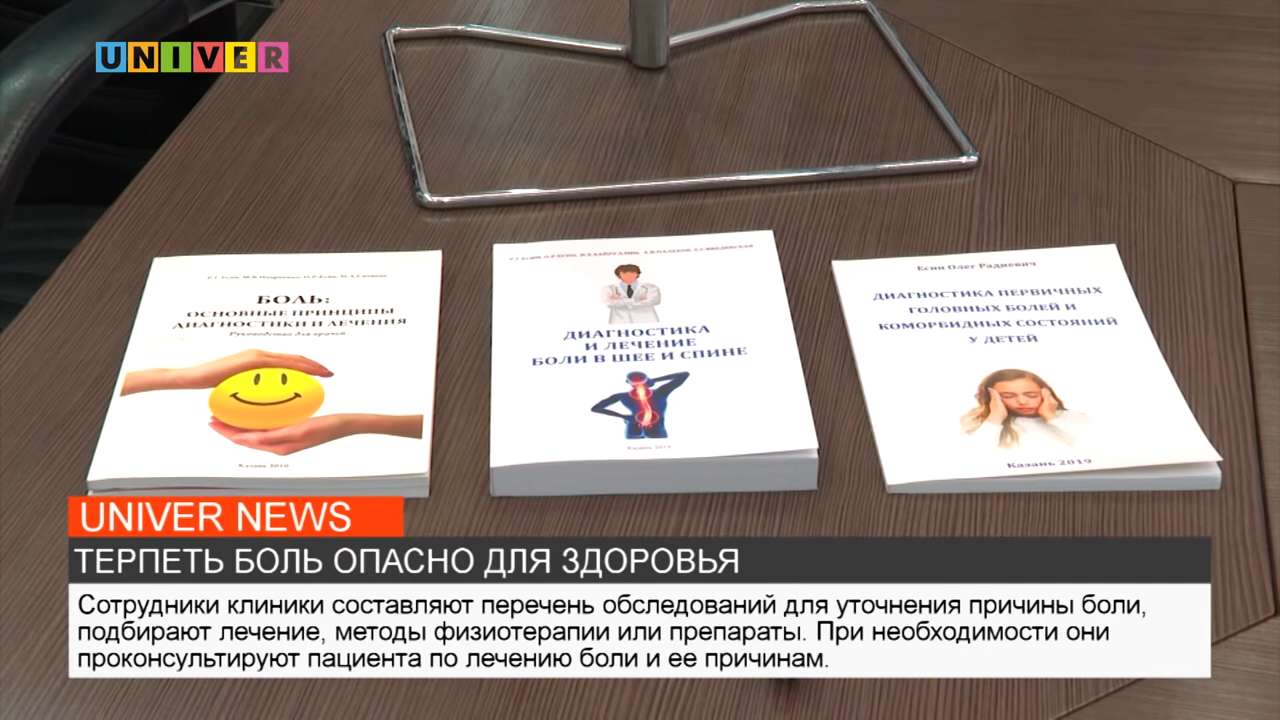 UNIVER
БОЛЬ:
ОСНОВНЫЕ ПРИНЦИПЫ
ДИАГНОСТИКИ И ЛЕЧЕНИЯ
Руководство для врачей
Казань 2010
ДИАГНОСТИКА
И ЛЕЧЕНИЕ
БОЛИ В ШЕЕ И СПИНЕ
Казань
Есин Олег Радиевич
ДИАГНОСТИКА ПЕРВИЧНЫХ
ГОЛОВНЫХ БОЛЕЙ И
КОМОРБИДНЫХ СОСТОЯНИЙ
У ДЕТЕЙ
Казань 2019
UNIVER NEWS
ТЕРПЕТЬ БОЛЬ ОПАСНО ДЛЯ ЗДОРОВЬЯ
Сотрудники клиники составляют перечень обследований для уточнения причины боли,
подбирают лечение, методы физиотерапии или препараты. При необходимости они
проконсультируют пациента по лечению боли и ее причинам.